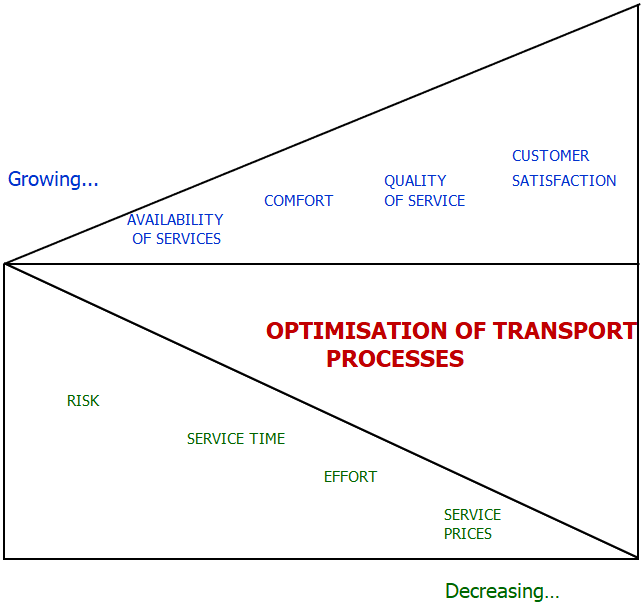 Growing...
AVAILABILITY
OF SERVICES
COMFORT
QUALITY
OF SERVICE
CUSTOMER
SATISFACTION
OPTIMISATION OF TRANSPORT
PROCESSES
RISK
SERVICE TIME
EFFORT
SERVICE
PRICES
Decreasing...